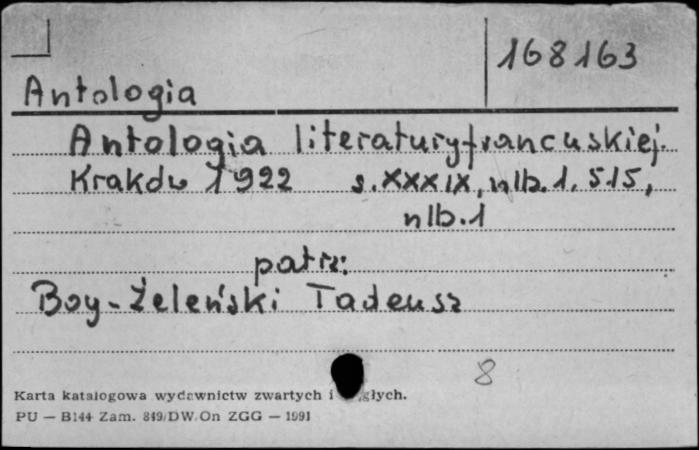 168163
Antologia
Antologia literatury francuskiej.
Kraków 1922 s. XXXIX, nlb. 1, 515,
nlb. 1
patrz:
Boy-Żeleński Tadeusz
8
Karta katalogowa wydawnictw zwartych i ciągłych.
PU — B144 Zam. 849/DW/On ZGG — 1991